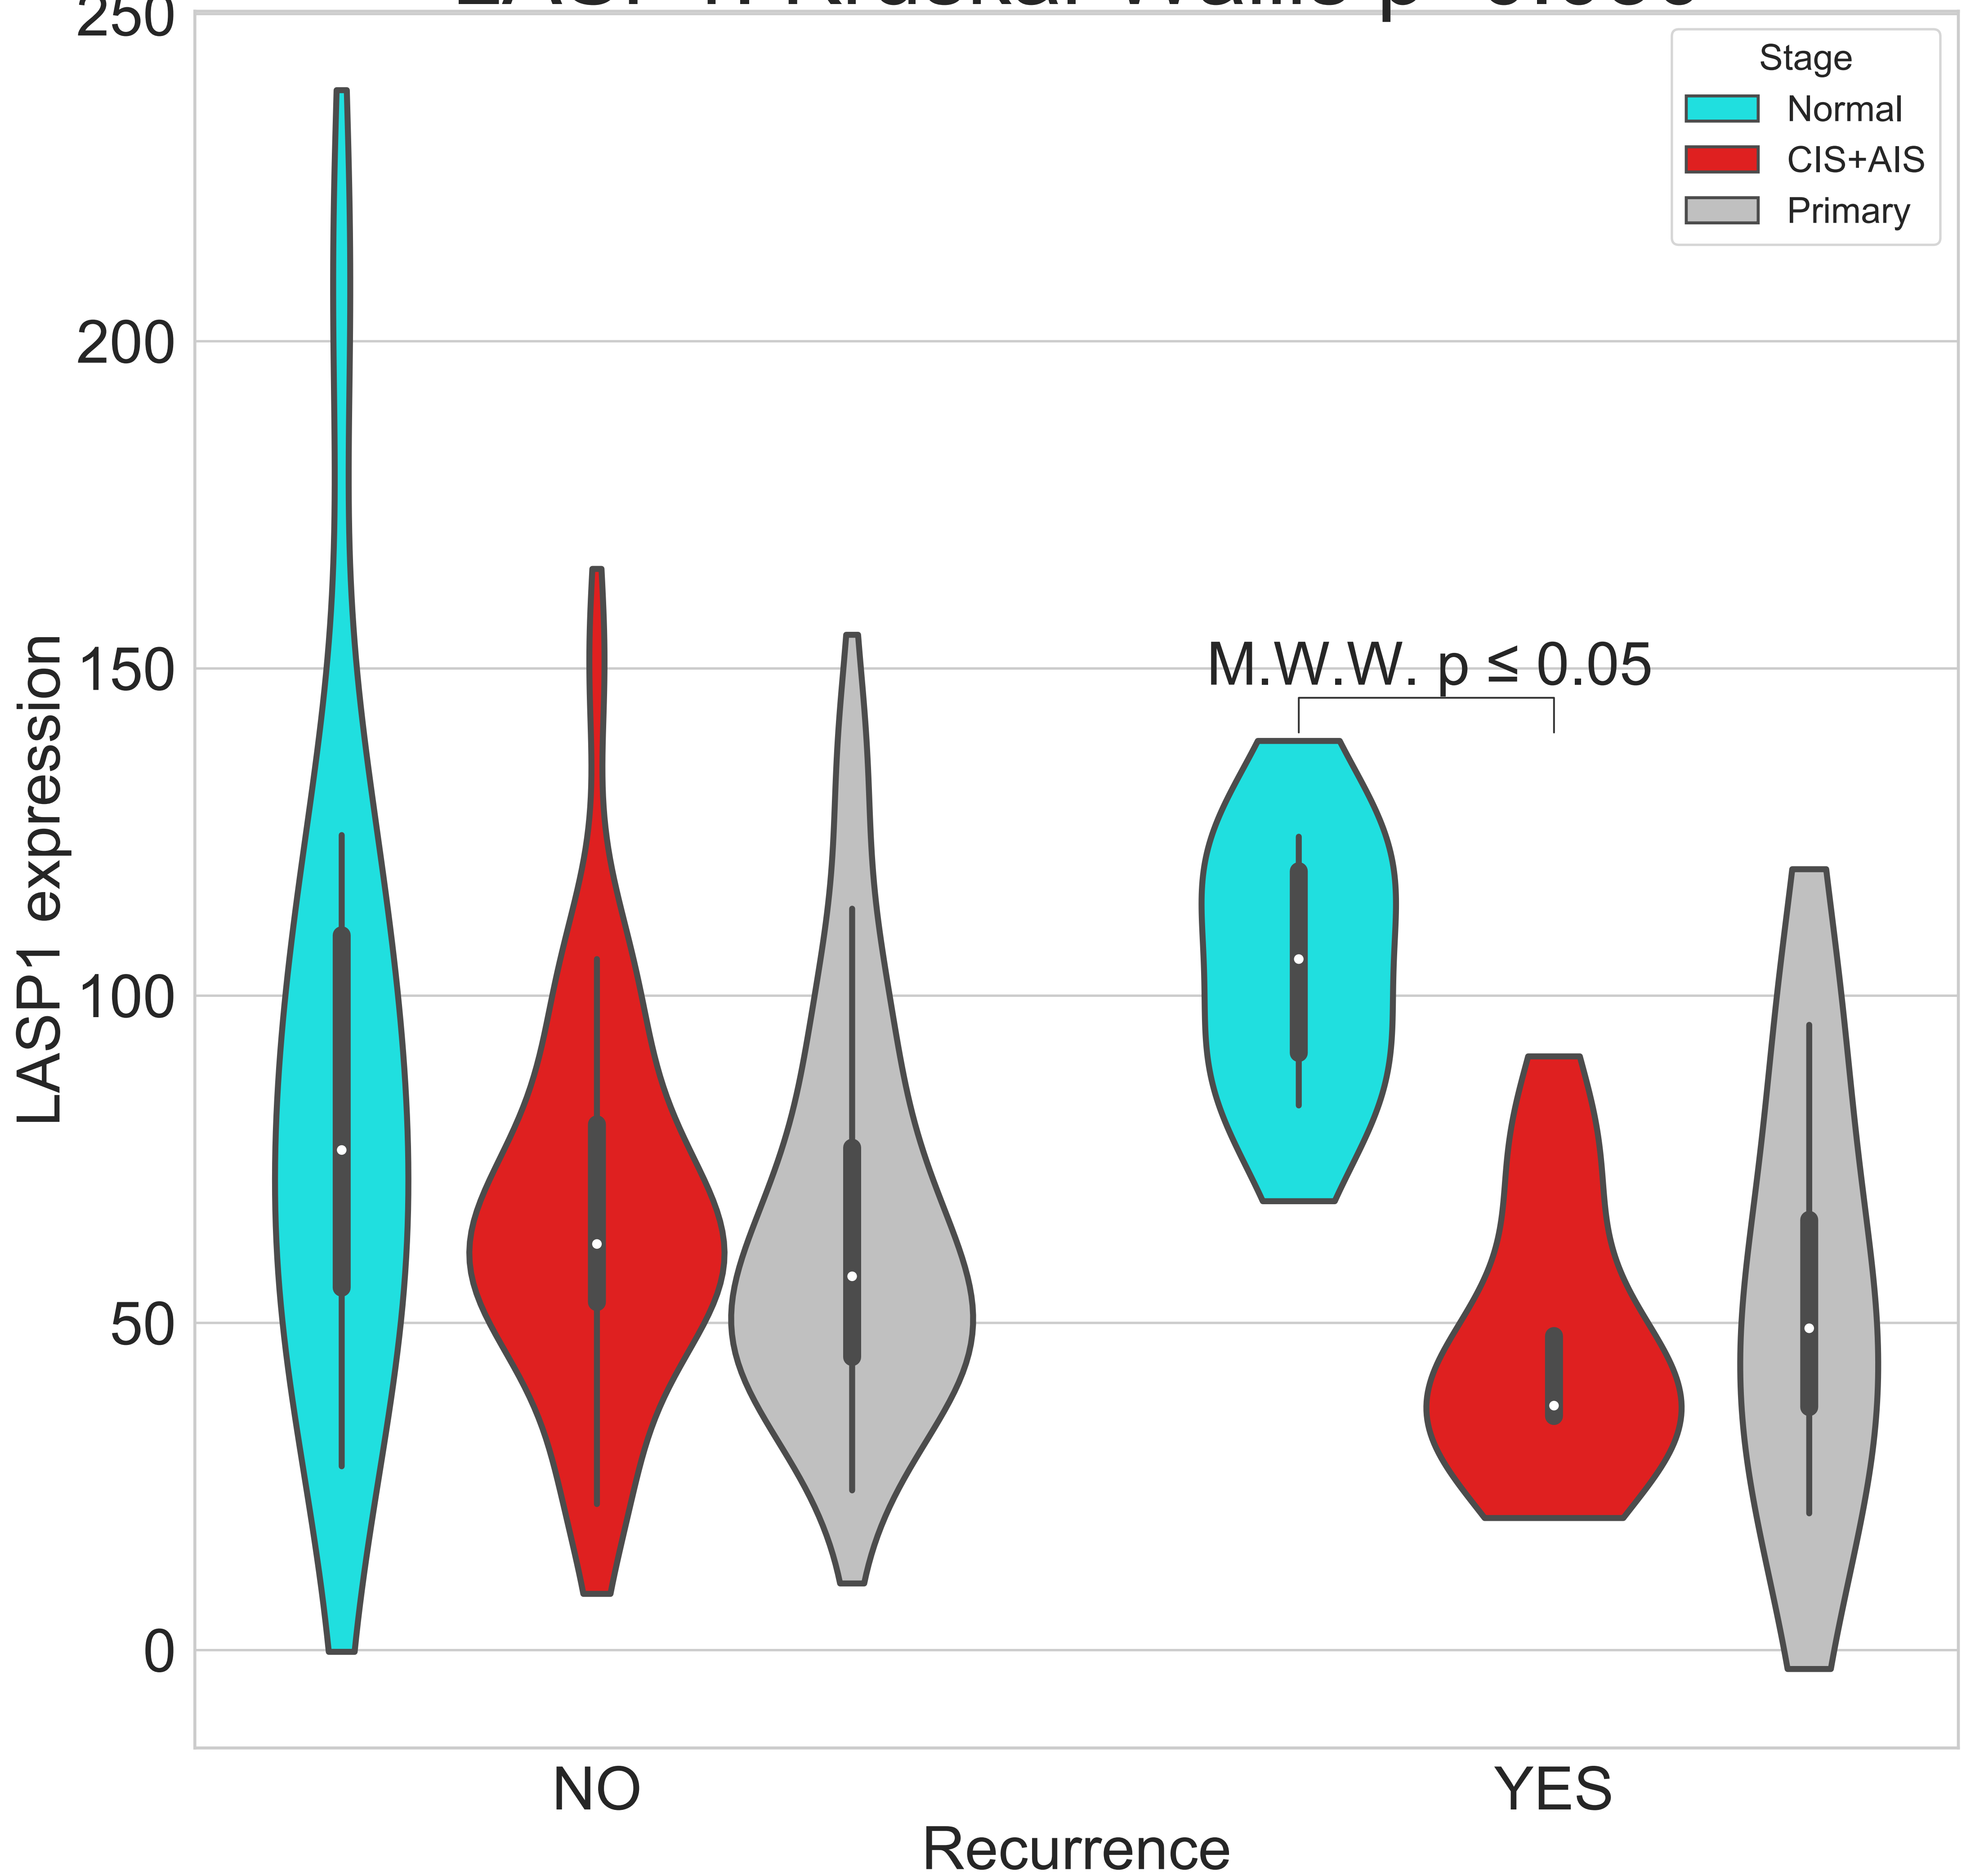 250
200
150
100
50
0
LASP1 expression
Stage
Normal
CIS+AIS
Primary
M.W.W. p ≤ 0.05
NO
YES
Recurrence